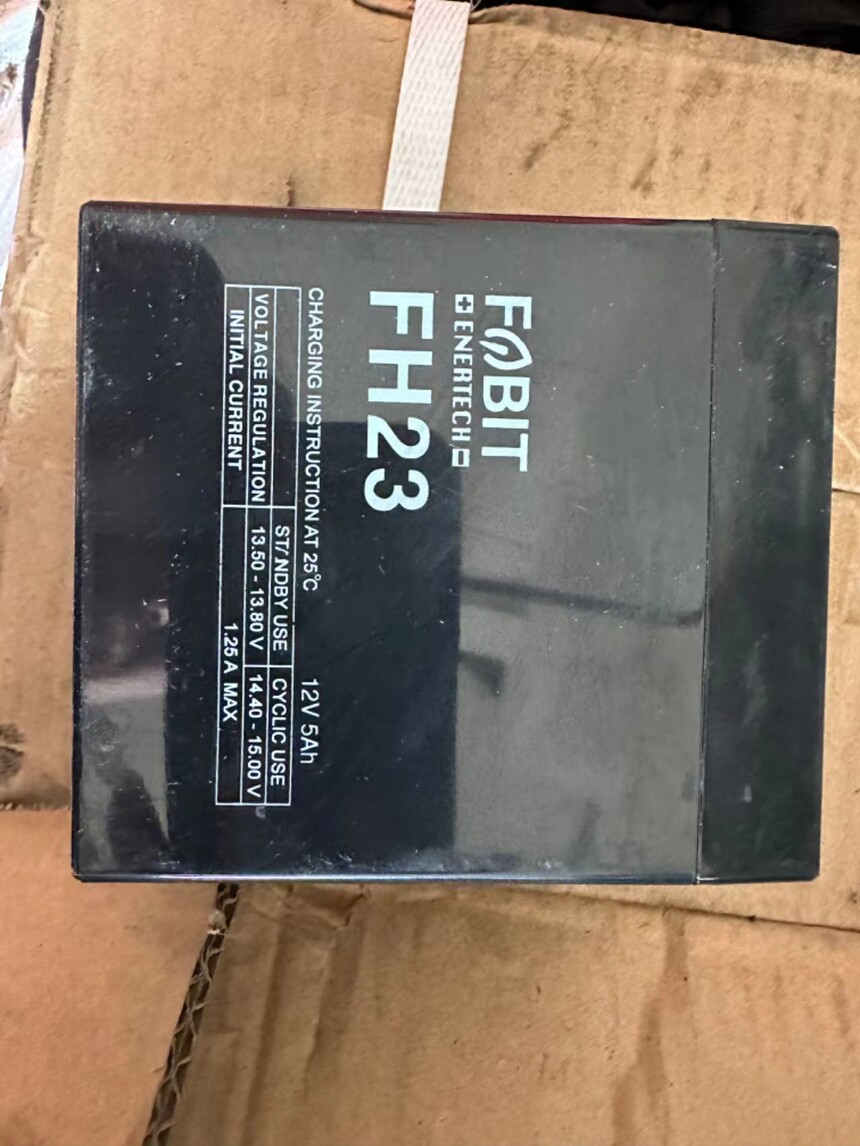 FOBIT
ENERTECH
FH23
CHARGING INSTRUCTION AT 25°C 12V 5Ah
ST/NDBY USE CYCLIC USE
VOLTAGE REGULATION 13.50 - 13.80 V 14.40 - 15.00 V
INITIAL CURRENT 1.25 A MAX